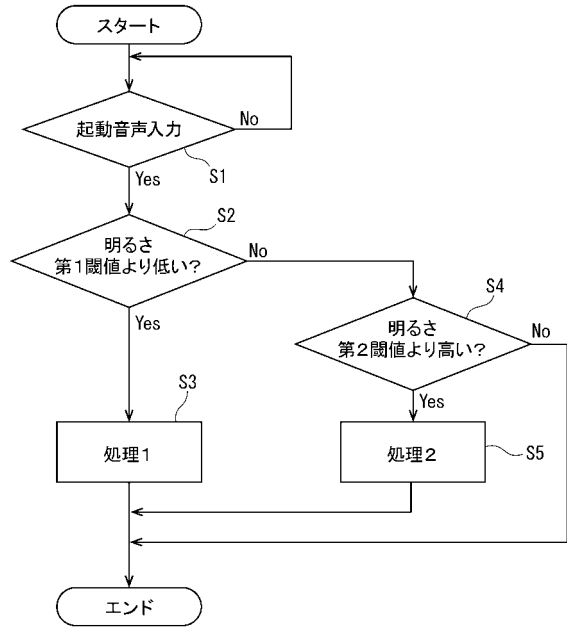 スタート
起動音声入力
No
S1
Yes
S2
明るさ
第1閾値より低い?
No
Yes
S4
明るさ
第2閾値より高い?
No
Yes
S3
処理1
処理2
S5
エンド